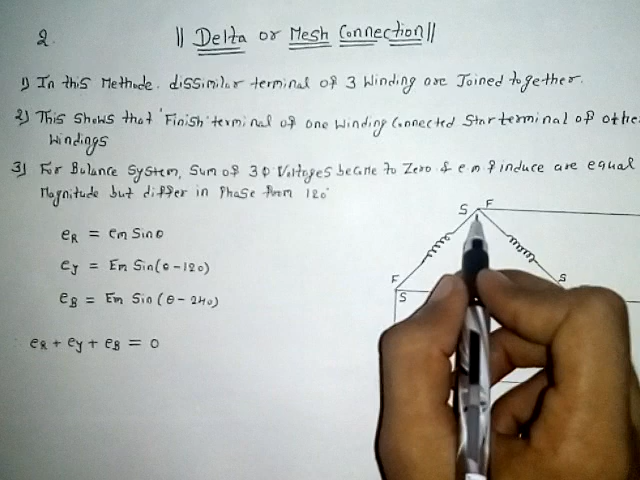 2. || Delta or Mesh Connection ||
1) In this Methode. dissimilar terminal of 3 Winding are Joined together.
2) This Shows that 'Finish' terminal of one Winding Connected Star terminal of othe
Windings
3) For Balance System, Sum of 3Φ Voltages became to Zero & emf induce are equal
Magnitude but differ in Phase from 120°
eR = em Sinθ
ey = Em Sin(θ-120)
eB = Em Sin (θ-240)
eR + ey + eB = 0
S F
F
S
S